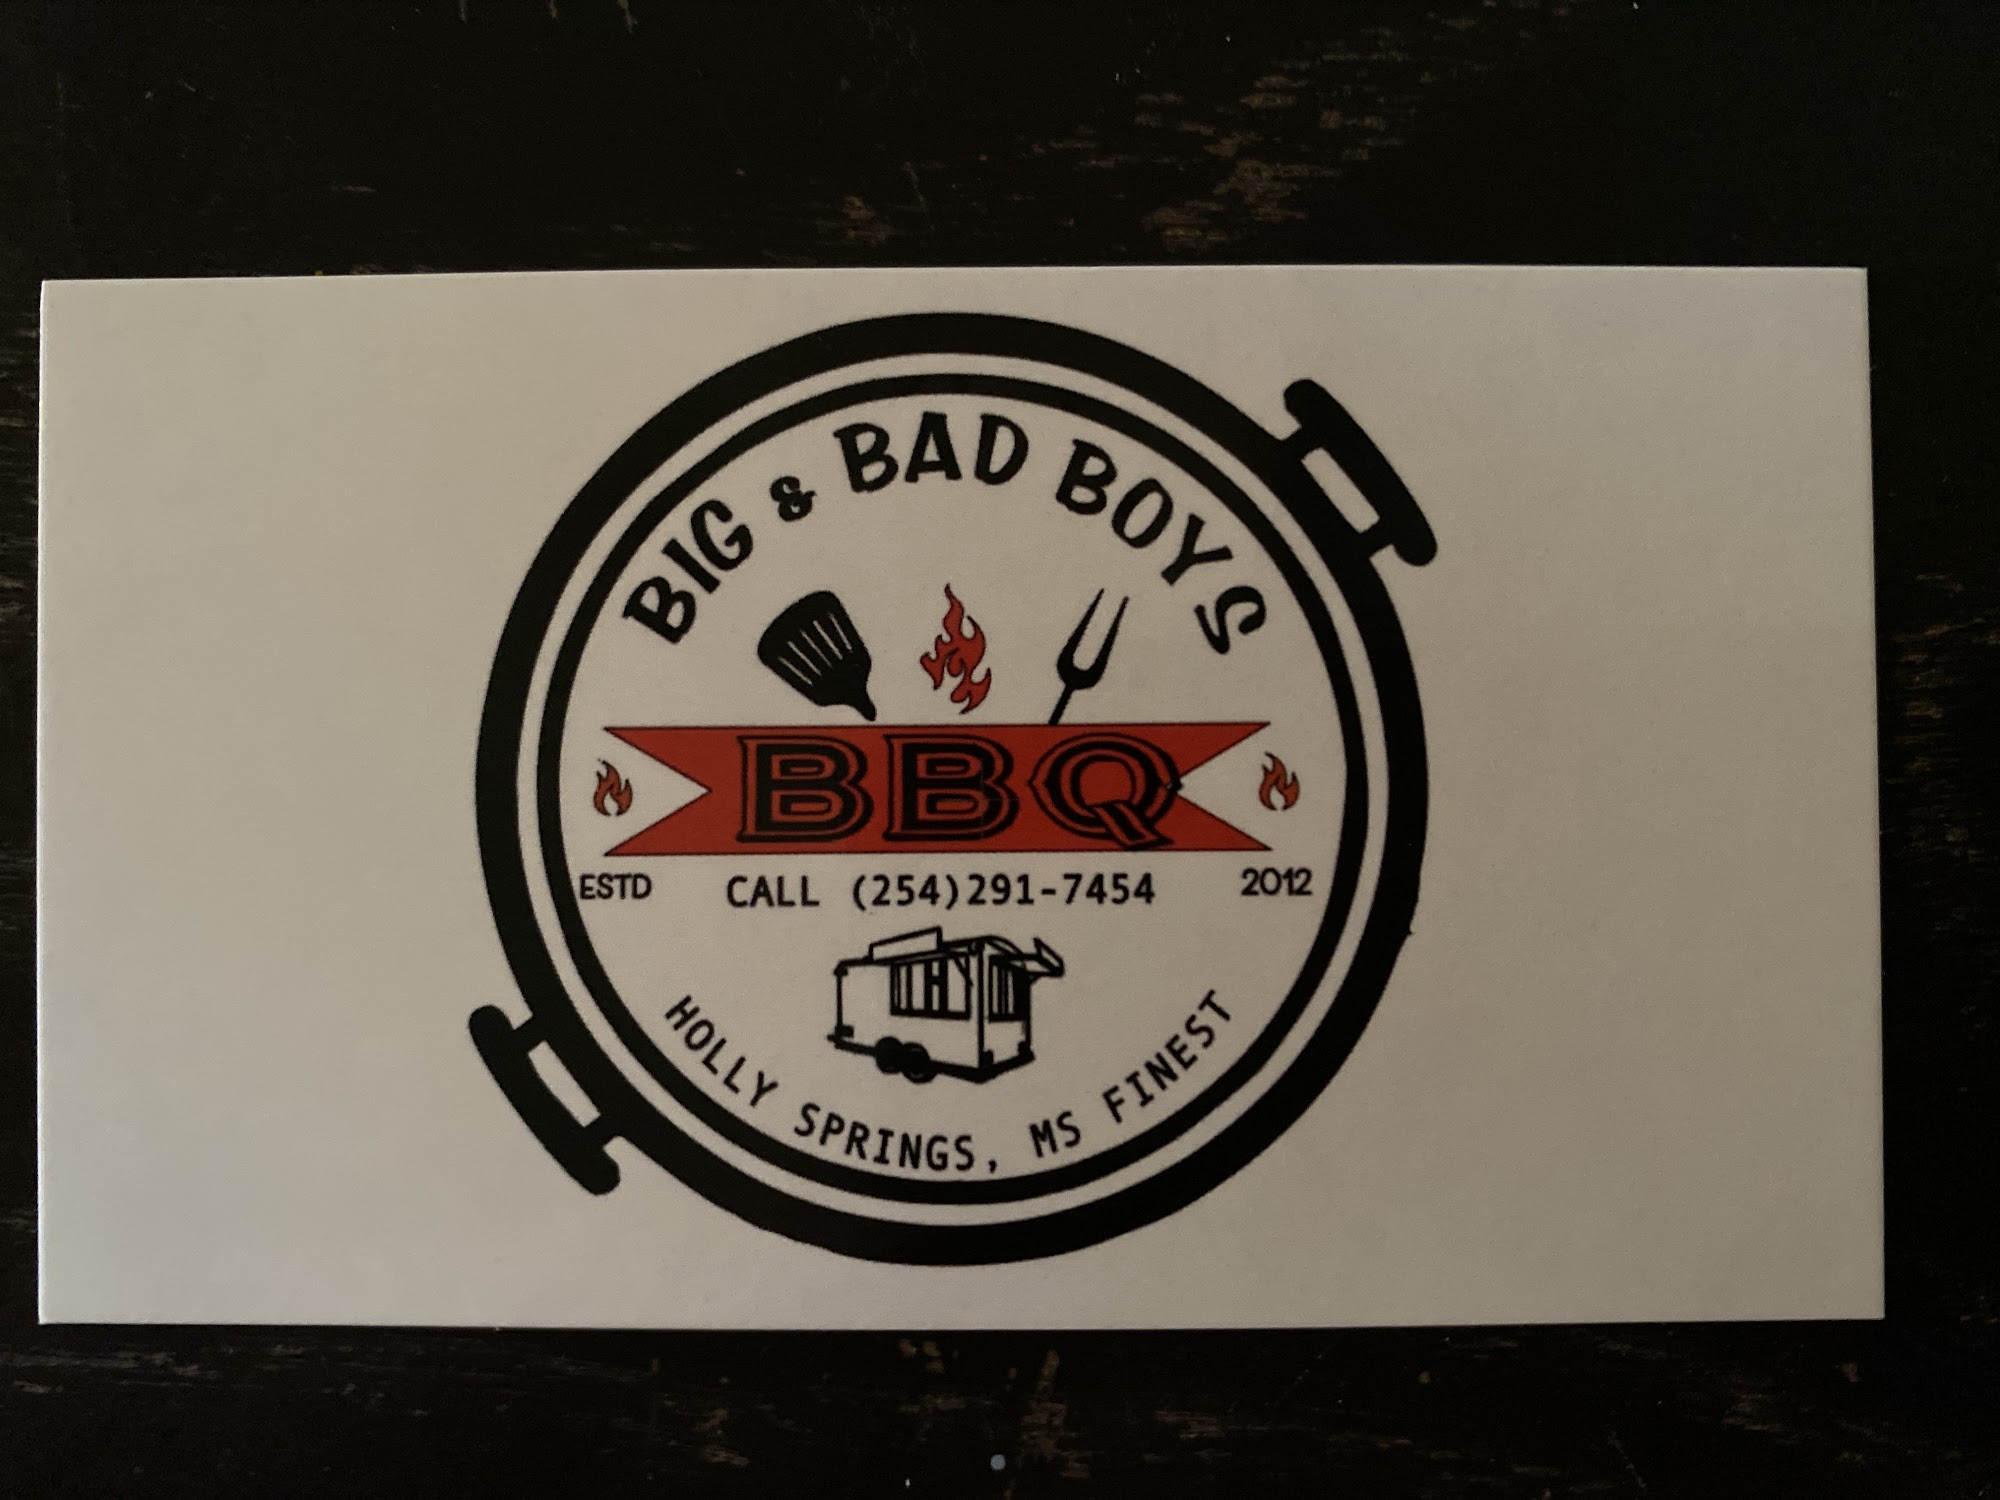 BIG & BAD BOYS
BBQ
ESTD CALL (254)291-7454 2012
HOLLY SPRINGS, MS FINEST